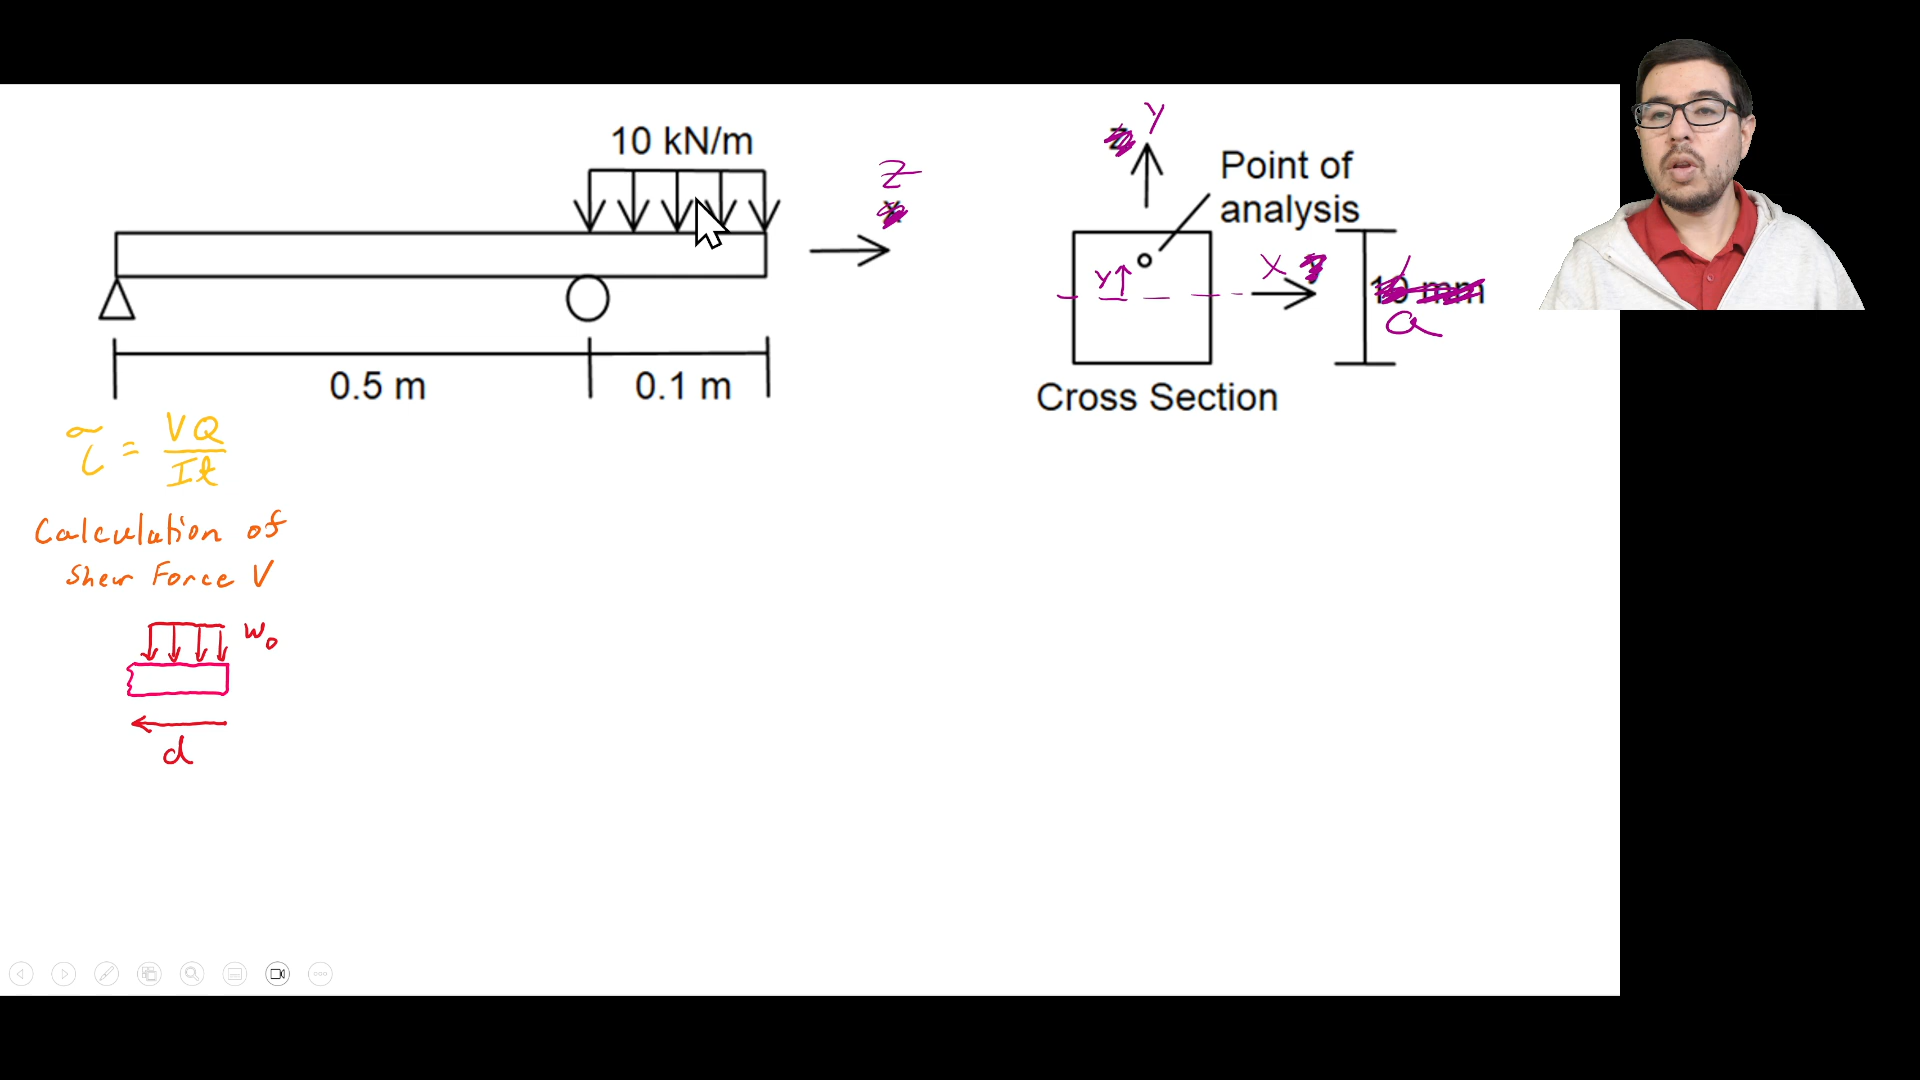 10 kN/m
Z
0.5 m
0.1 m
Y
Point of
analysis
Y
X
a
Cross Section
τ = VQ / It
Calculation of
Shear Force V
w₀
d